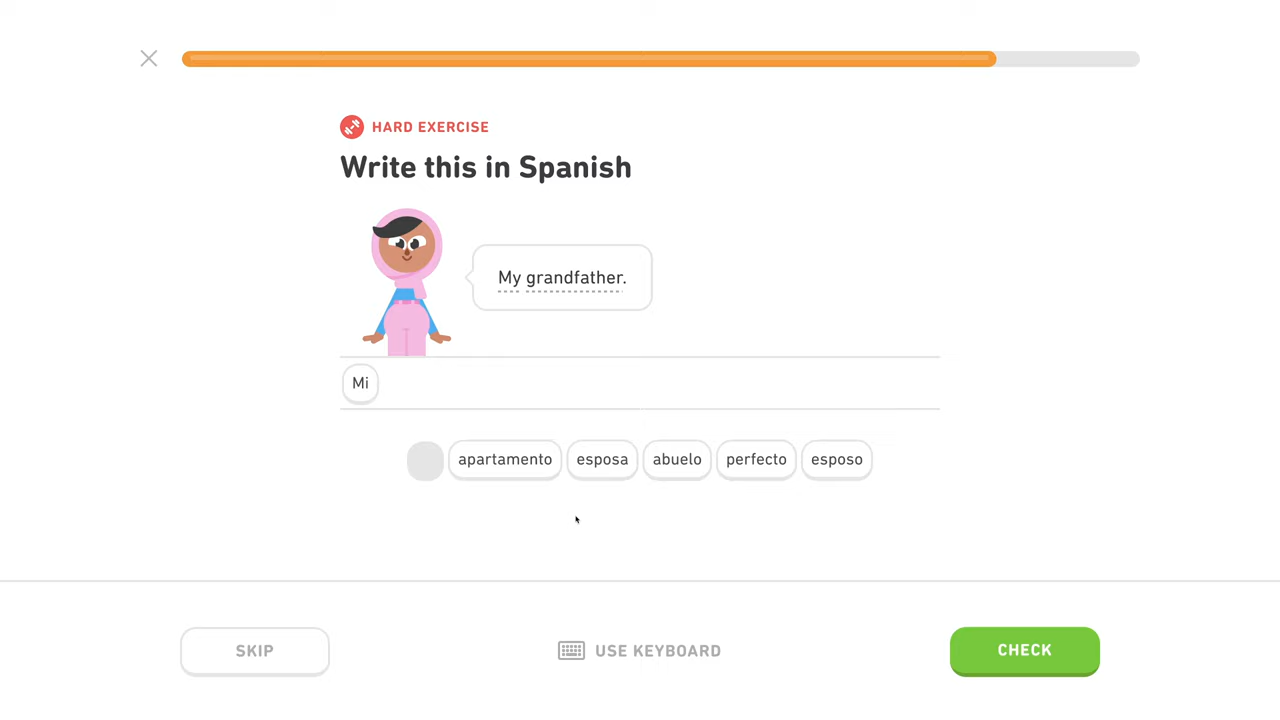 HARD EXERCISE
Write this in Spanish
My grandfather.
Mi
apartamento esposa abuelo perfecto esposo
SKIP USE KEYBOARD CHECK